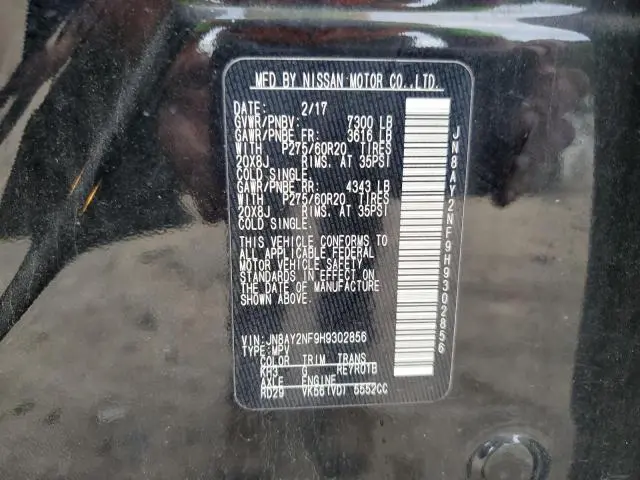 MFD BY NISSAN MOTOR CO.,LTD.
DATE: 2/17
GVWR/PNBV: 7300 LB
GAWR/PNBE FR: 3616 LB
WITH P275/60R20 TIRES
20X8J RIMS. AT 35PSI
COLD SINGLE.
GAWR/PNBE RR: 4343 LB
WITH P275/60R20 TIRES
20X8J RIMS. AT 35PSI
COLD SINGLE.
THIS VEHICLE CONFORMS TO
ALL APPLICABLE FEDERAL
MOTOR VEHICLE SAFETY
STANDARDS IN EFFECT ON
THE DATE OF MANUFACTURE
SHOWN ABOVE.
VIN:JN8AY2NF9H9302856
TYPE:MPV
COLOR TRIM TRANS
KH3 G RE7R01B
AXLE ENGINE
RD29 VK56(VD) 5552CC
JN8AY2NF9H9302856